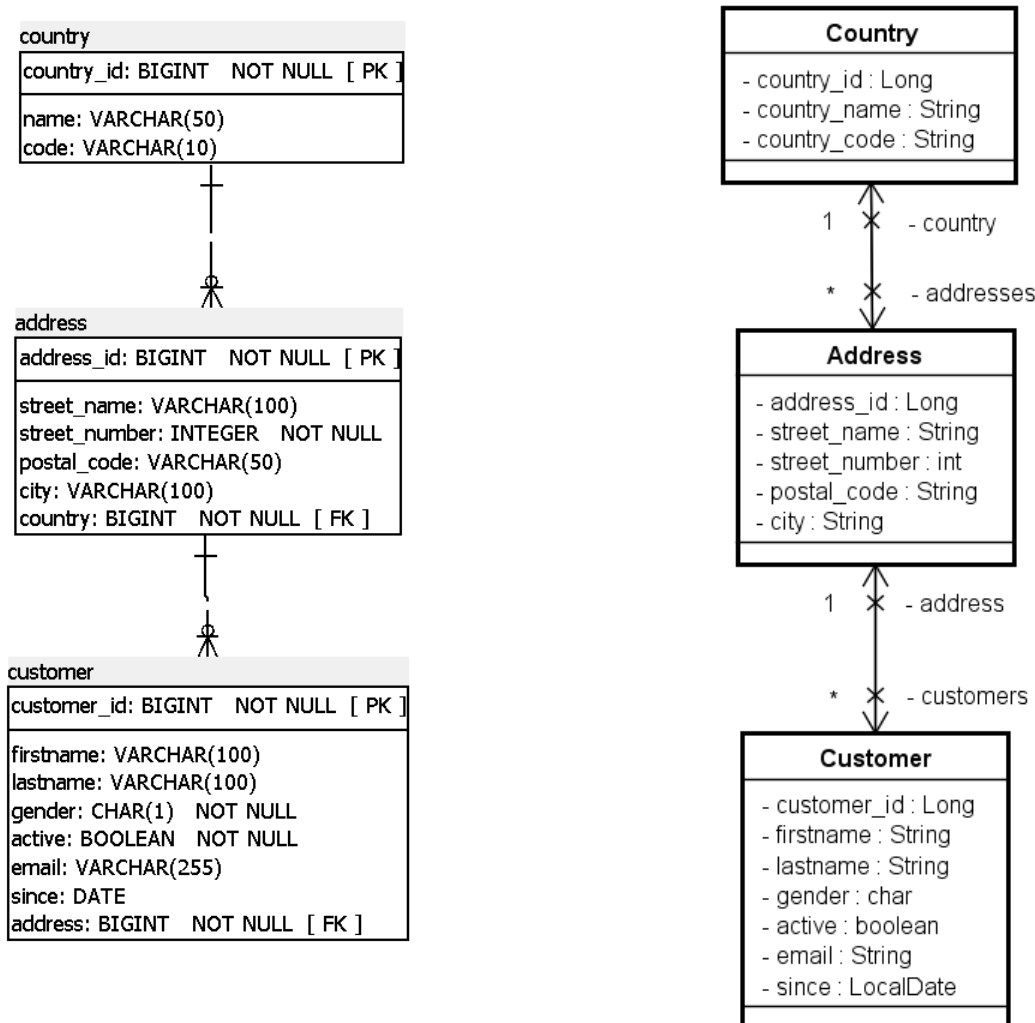 country
country_id: BIGINT NOT NULL [ PK ]
name: VARCHAR(50)
code: VARCHAR(10)
address
address_id: BIGINT NOT NULL [ PK ]
street_name: VARCHAR(100)
street_number: INTEGER NOT NULL
postal_code: VARCHAR(50)
city: VARCHAR(100)
country: BIGINT NOT NULL [ FK ]
customer
customer_id: BIGINT NOT NULL [ PK ]
firstname: VARCHAR(100)
lastname: VARCHAR(100)
gender: CHAR(1) NOT NULL
active: BOOLEAN NOT NULL
email: VARCHAR(255)
since: DATE
address: BIGINT NOT NULL [ FK ]
Country
- country_id : Long
- country_name : String
- country_code : String
1 - country
* - addresses
Address
- address_id : Long
- street_name : String
- street_number : int
- postal_code : String
- city : String
1 - address
* - customers
Customer
- customer_id : Long
- firstname : String
- lastname : String
- gender : char
- active : boolean
- email : String
- since : LocalDate